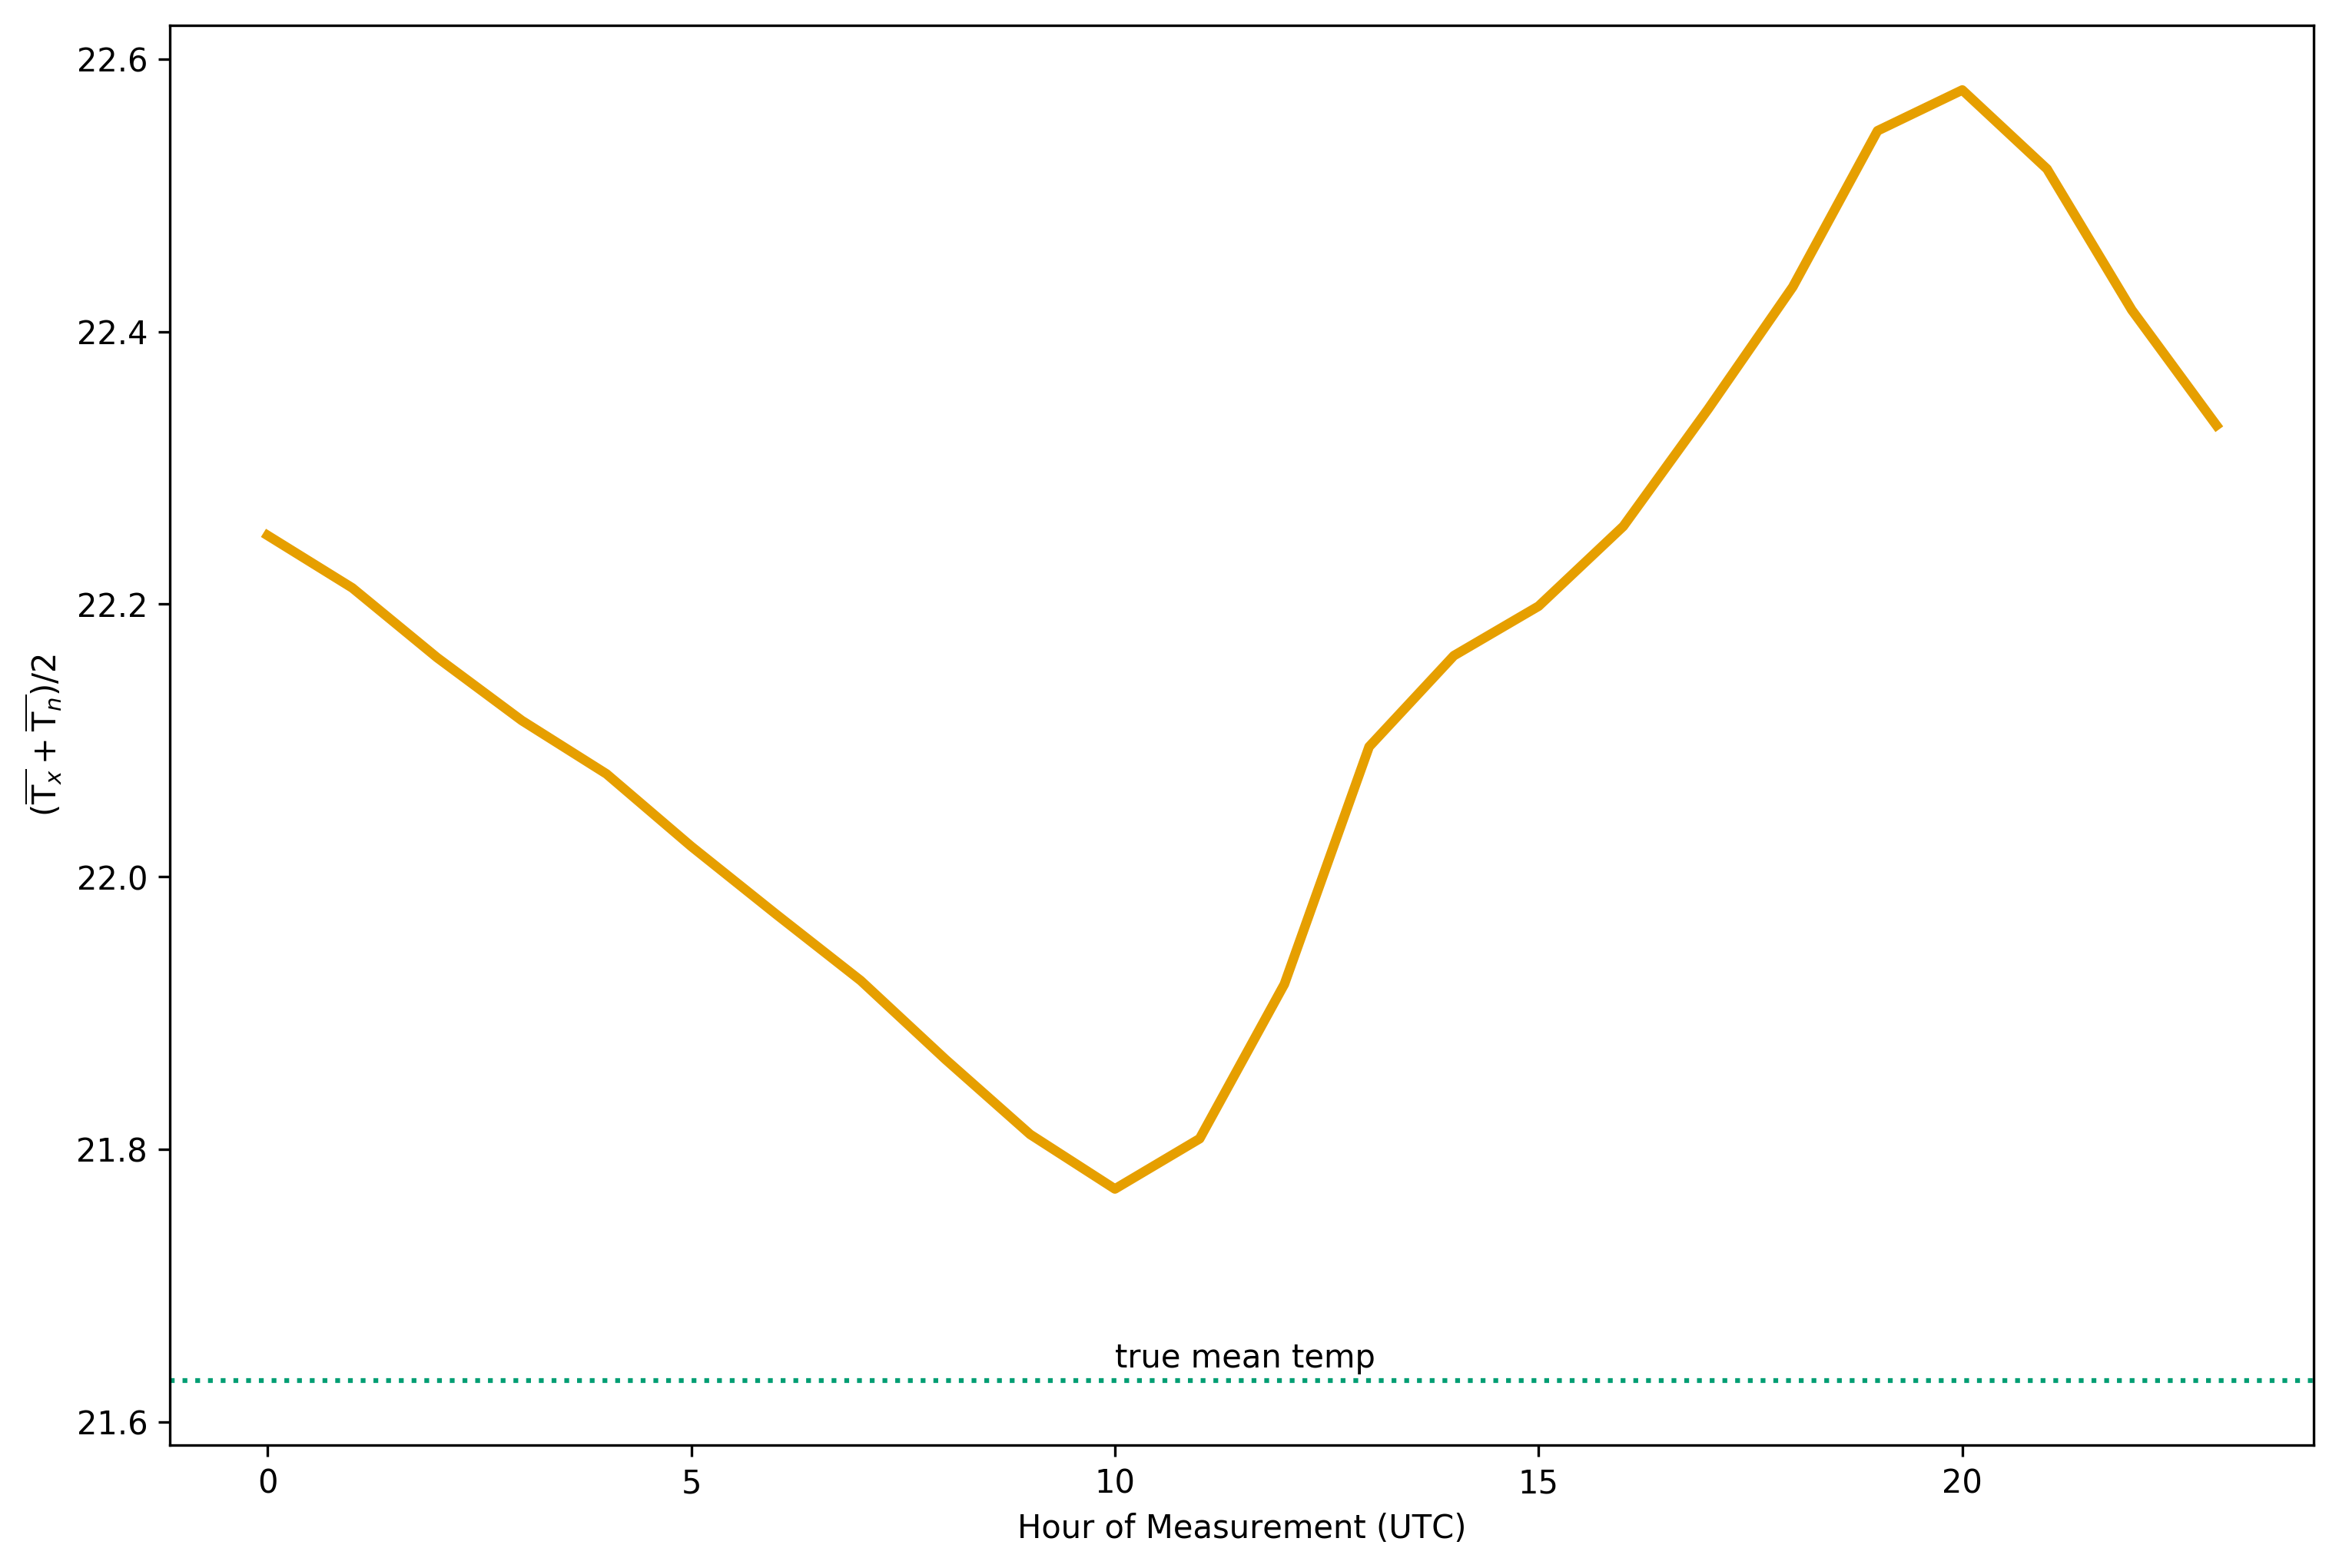 22.6
22.4
22.2
22.0
21.8
21.6
(T̅ₓ + T̅ₙ)/2
true mean temp
0 5 10 15 20
Hour of Measurement (UTC)